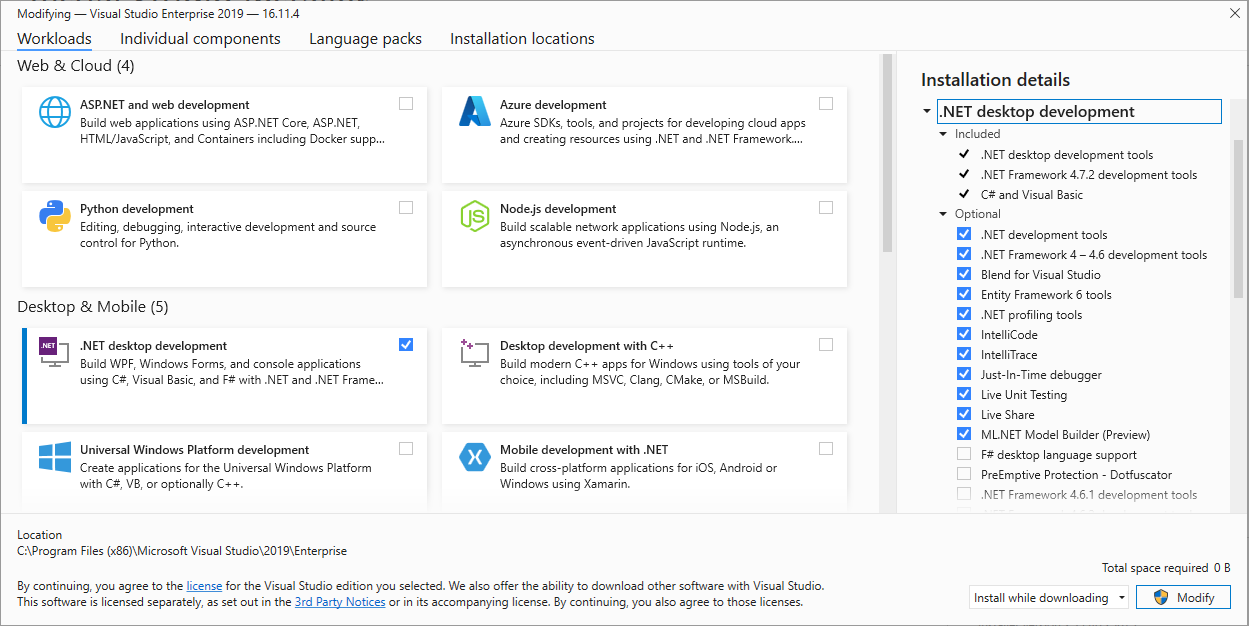 Modifying — Visual Studio Enterprise 2019 — 16.11.4
Workloads
Individual components
Language packs
Installation locations
Web & Cloud (4)
ASP.NET and web development
Build web applications using ASP.NET Core, ASP.NET,
HTML/JavaScript, and Containers including Docker supp...
Azure development
Azure SDKs, tools, and projects for developing cloud apps
and creating resources using .NET and .NET Framework....
Python development
Editing, debugging, interactive development and source
control for Python.
Node.js development
Build scalable network applications using Node.js, an
asynchronous event-driven JavaScript runtime.
Desktop & Mobile (5)
.NET
.NET desktop development
Build WPF, Windows Forms, and console applications
using C#, Visual Basic, and F# with .NET and .NET Frame...
Desktop development with C++
Build modern C++ apps for Windows using tools of your
choice, including MSVC, Clang, CMake, or MSBuild.
Universal Windows Platform development
Create applications for the Universal Windows Platform
with C#, VB, or optionally C++.
Mobile development with .NET
Build cross-platform applications for iOS, Android or
Windows using Xamarin.
Installation details
.NET desktop development
Included
.NET desktop development tools
.NET Framework 4.7.2 development tools
C# and Visual Basic
Optional
.NET development tools
.NET Framework 4 – 4.6 development tools
Blend for Visual Studio
Entity Framework 6 tools
.NET profiling tools
IntelliCode
IntelliTrace
Just-In-Time debugger
Live Unit Testing
Live Share
ML.NET Model Builder (Preview)
F# desktop language support
PreEmptive Protection - Dotfuscator
.NET Framework 4.6.1 development tools
Location
C:\Program Files (x86)\Microsoft Visual Studio\2019\Enterprise
By continuing, you agree to the license for the Visual Studio edition you selected. We also offer the ability to download other software with Visual Studio.
This software is licensed separately, as set out in the 3rd Party Notices or in its accompanying license. By continuing, you also agree to those licenses.
Total space required 0 B
Install while downloading
Modify